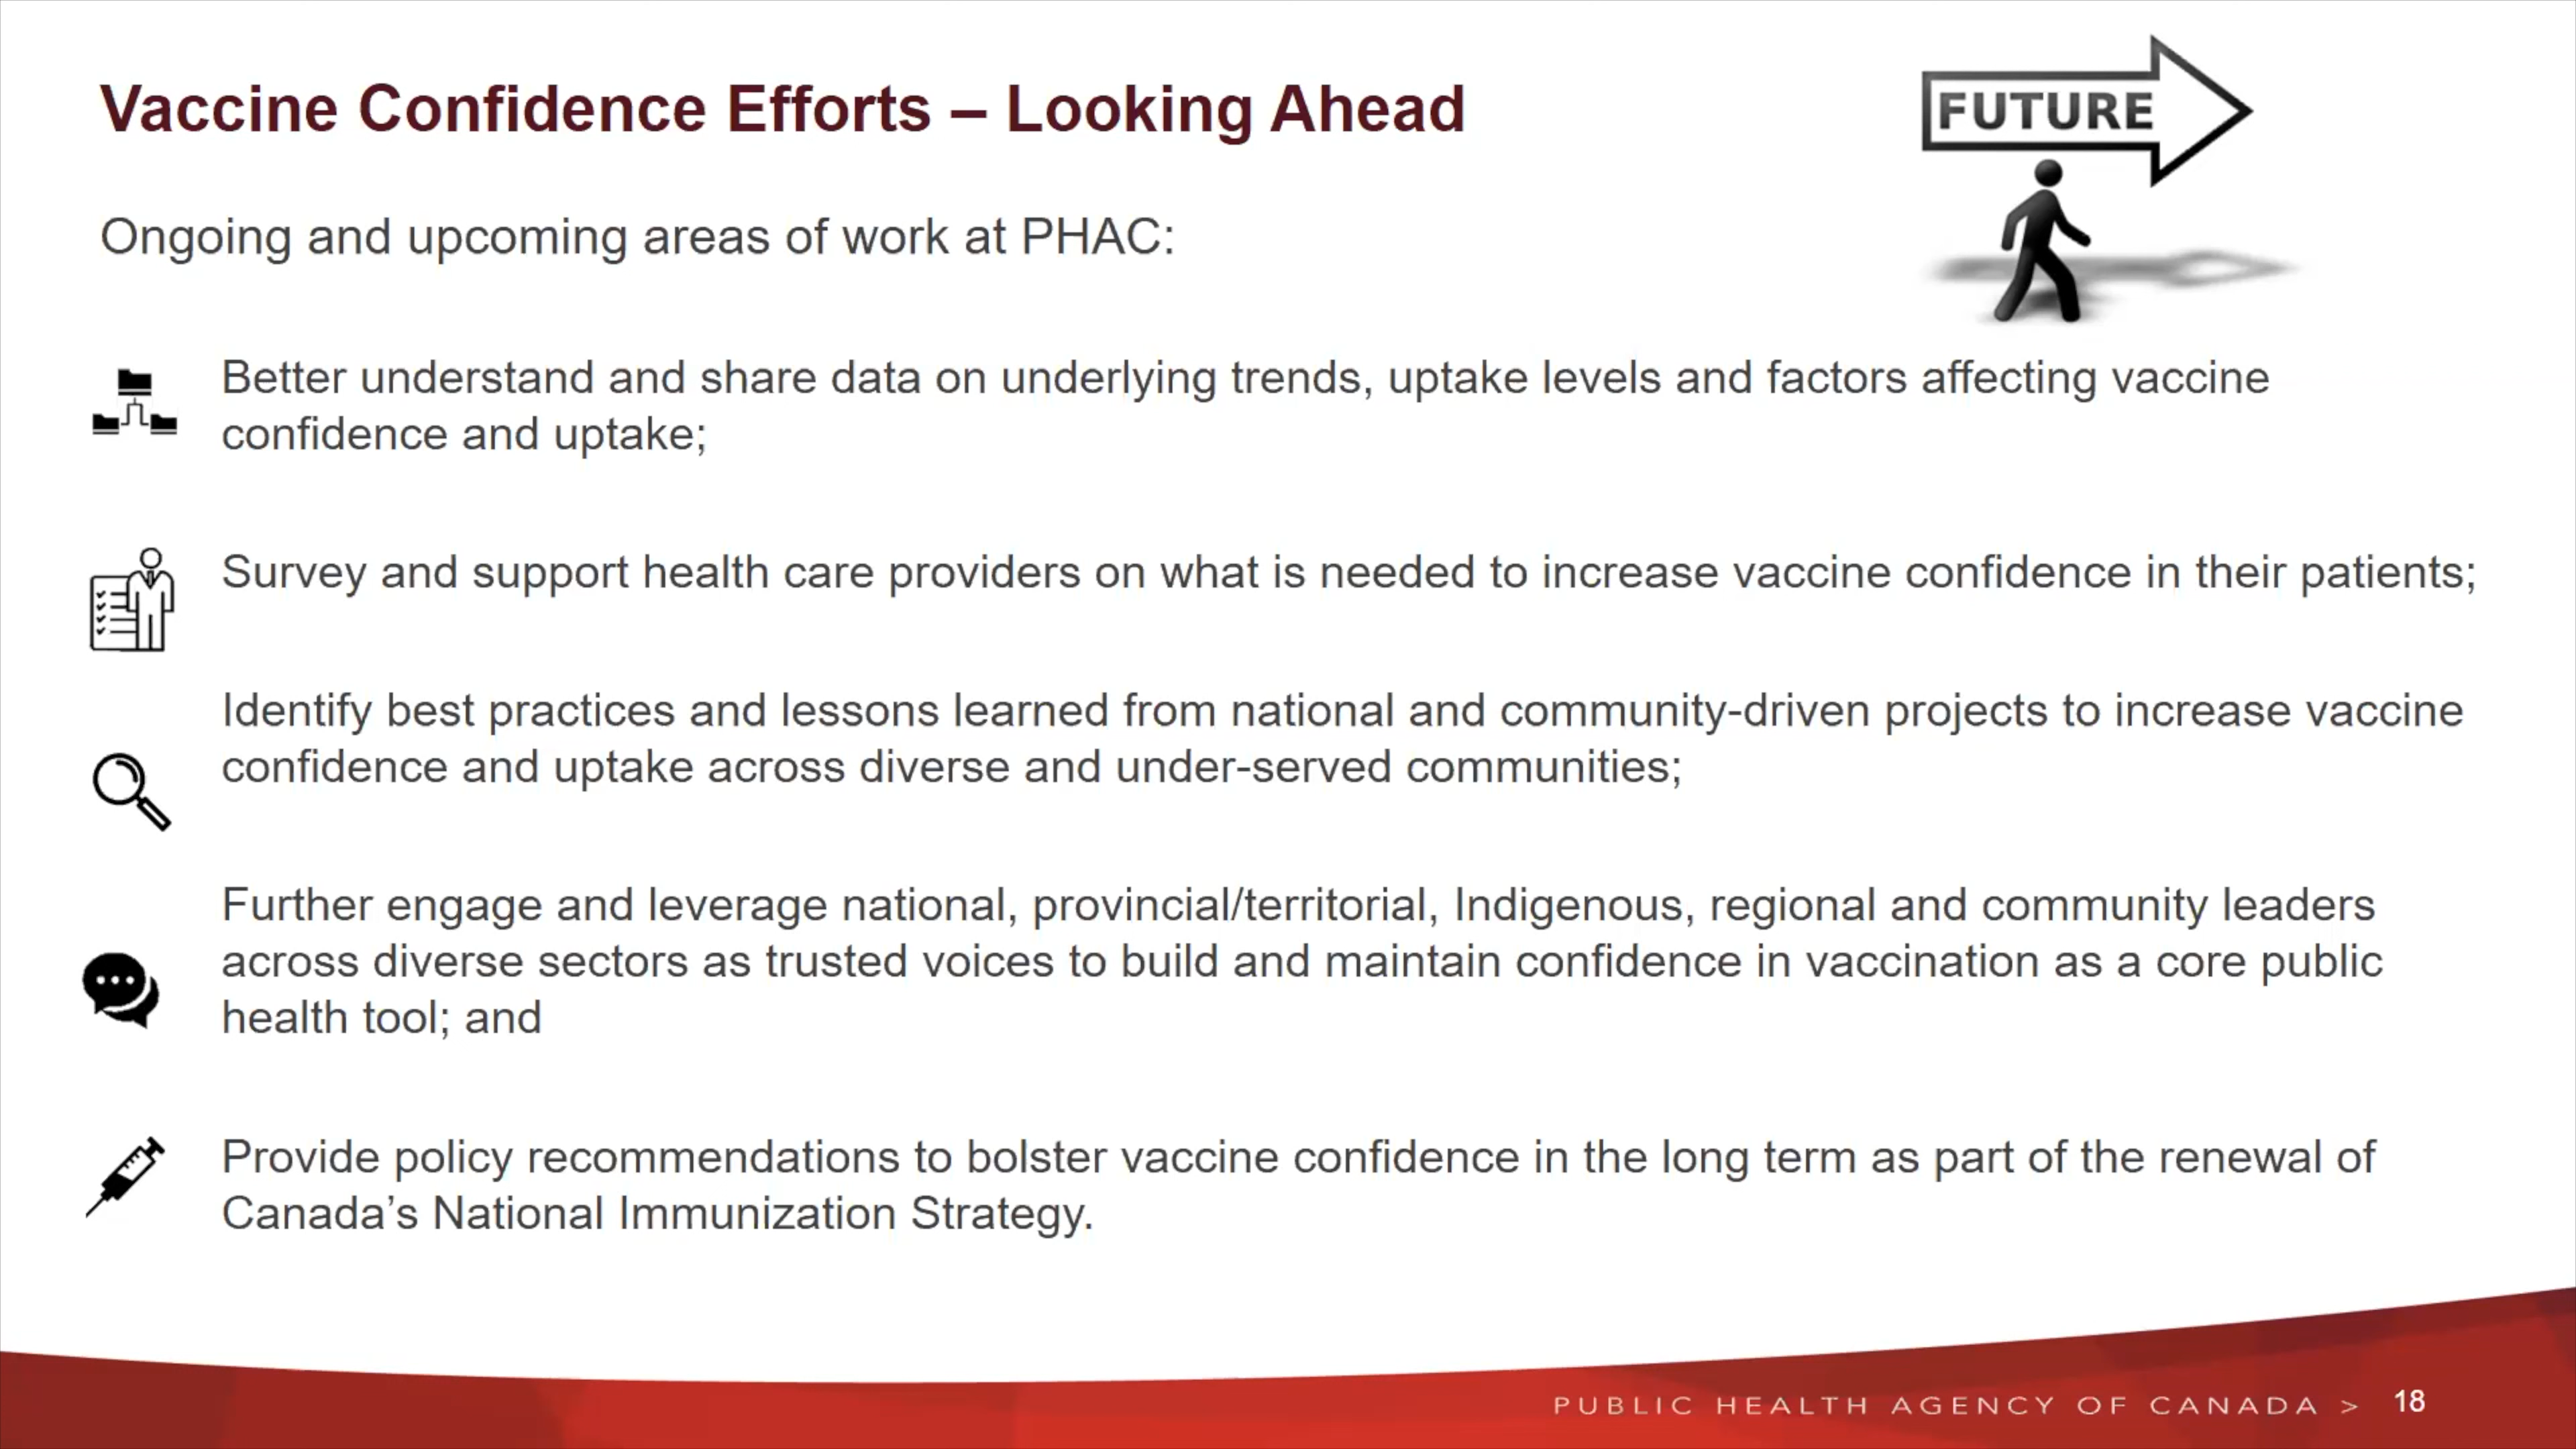 Vaccine Confidence Efforts – Looking Ahead
FUTURE
Ongoing and upcoming areas of work at PHAC:
Better understand and share data on underlying trends, uptake levels and factors affecting vaccine
confidence and uptake;
Survey and support health care providers on what is needed to increase vaccine confidence in their patients;
Identify best practices and lessons learned from national and community-driven projects to increase vaccine
confidence and uptake across diverse and under-served communities;
Further engage and leverage national, provincial/territorial, Indigenous, regional and community leaders
across diverse sectors as trusted voices to build and maintain confidence in vaccination as a core public
health tool; and
Provide policy recommendations to bolster vaccine confidence in the long term as part of the renewal of
Canada’s National Immunization Strategy.
PUBLIC HEALTH AGENCY OF CANADA > 18